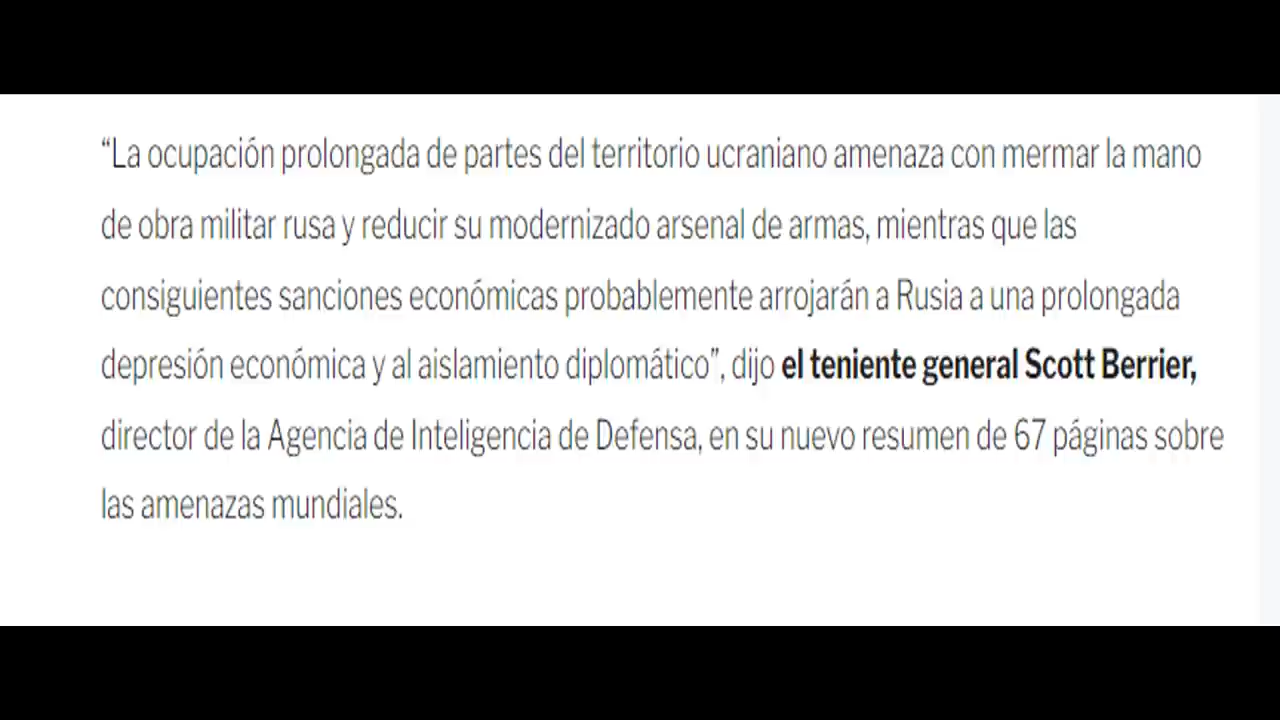 “La ocupación prolongada de partes del territorio ucraniano amenaza con mermar la mano
de obra militar rusa y reducir su modernizado arsenal de armas, mientras que las
consiguientes sanciones económicas probablemente arrojarán a Rusia a una prolongada
depresión económica y al aislamiento diplomático”, dijo el teniente general Scott Berrier,
director de la Agencia de Inteligencia de Defensa, en su nuevo resumen de 67 páginas sobre
las amenazas mundiales.